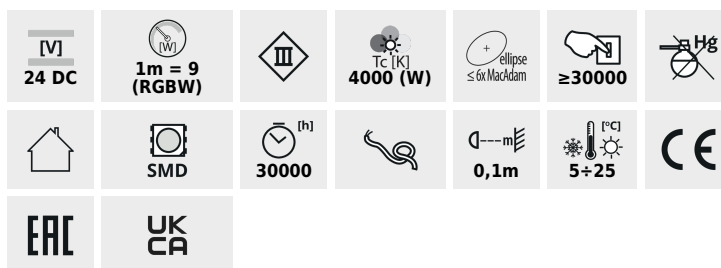 [V]
24 DC
[W]
1m = 9
(RGBW)
III
Tc [K]
4000 (W)
ellipse
≤ 6x MacAdam
≥30000
Hg
SMD
[h]
30000
m
0,1m
[°C]
5÷25
CE
EAC
UK
CA